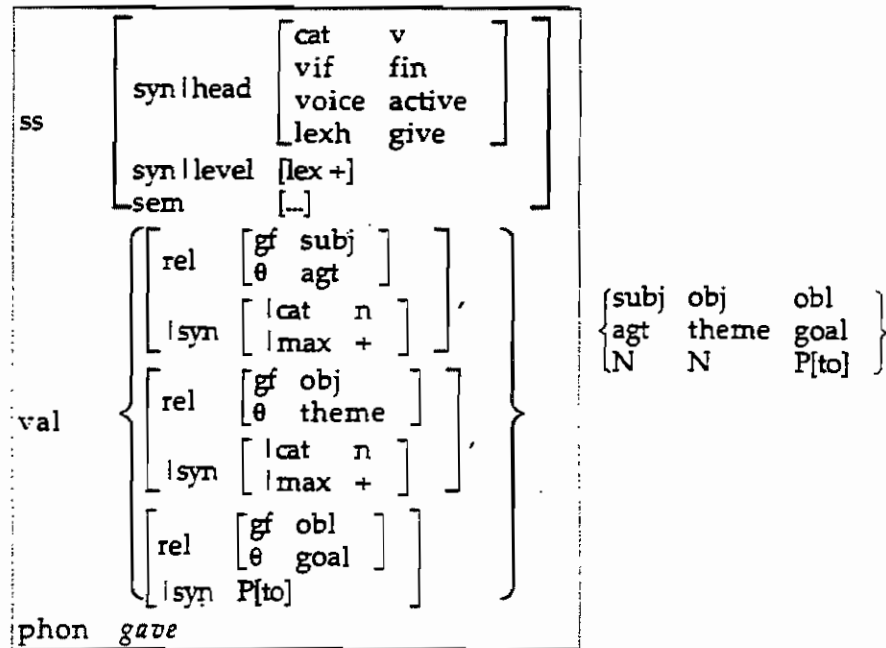 cat v
vif fin
syn|head voice active
lexh give
ss
syn|level [lex +]
sem [...]
rel gf subj
θ agt
|syn |cat n
|max + ,
rel gf obj
θ theme
val
|syn |cat n
|max + ,
rel gf obl
θ goal
|syn P[to]
phon gave
subj obj obl
agt theme goal
N N P[to]